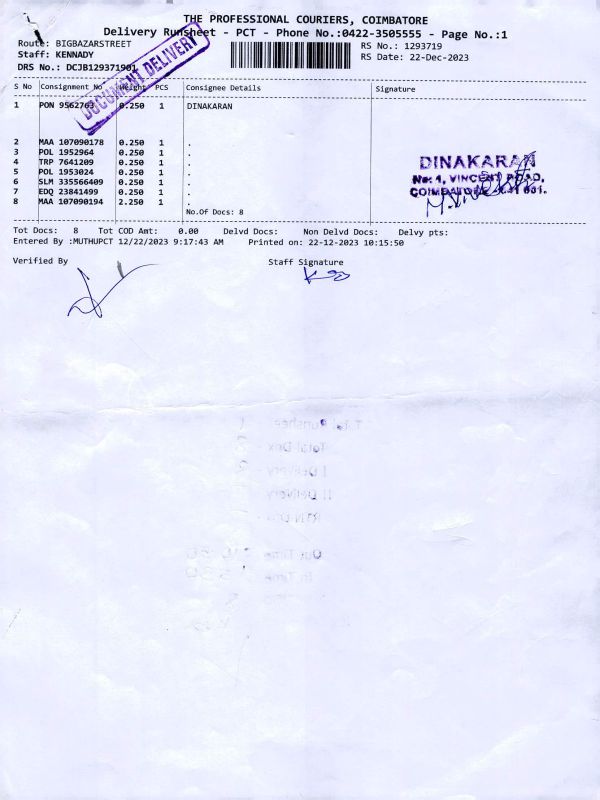 THE PROFESSIONAL COURIERS, COIMBATORE
Delivery Runsheet - PCT - Phone No.:0422-3505555 - Page No.:1
Route: BIGBAZARSTREET
RS No.: 1293719
Staff: KENNADY
RS Date: 22-Dec-2023
DRS No.: DCJB129371901
DOCUMENT DELIVERY
S No Consignment No Weight PCS Consignee Details Signature
1 PON 9562763 0.250 1 DINAKARAN
2 MAA 107090178 0.250 1 .
3 POL 1952964 0.250 1 .
4 TRP 7641209 0.250 1 .
5 POL 1953024 0.250 1 .
6 SLM 335566409 0.250 1 .
7 EDQ 23841499 0.250 1 .
8 MAA 107090194 2.250 1 .
No.Of Docs: 8
DINAKARAN
No: 1, VINCENT ROAD,
COIMBATORE - 641 001.
Tot Docs: 8 Tot COD Amt: 0.00 Delvd Docs: Non Delvd Docs: Delvy pts:
Entered By :MUTHUPCT 12/22/2023 9:17:43 AM Printed on: 22-12-2023 10:15:50
Verified By Staff Signature